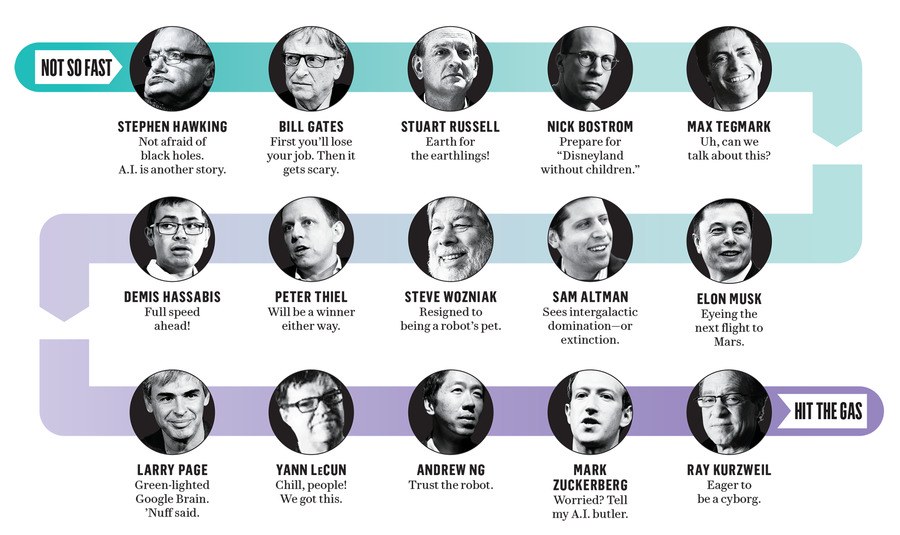 NOT SO FAST
STEPHEN HAWKING
Not afraid of
black holes.
A.I. is another story.
BILL GATES
First you’ll lose
your job. Then it
gets scary.
STUART RUSSELL
Earth for
the earthlings!
NICK BOSTROM
Prepare for
“Disneyland
without children.”
MAX TEGMARK
Uh, can we
talk about this?
DEMIS HASSABIS
Full speed
ahead!
PETER THIEL
Will be a winner
either way.
STEVE WOZNIAK
Resigned to
being a robot’s pet.
SAM ALTMAN
Sees intergalactic
domination—or
extinction.
ELON MUSK
Eyeing the
next flight to
Mars.
LARRY PAGE
Green-lighted
Google Brain.
’Nuff said.
YANN LECUN
Chill, people!
We got this.
ANDREW NG
Trust the robot.
MARK
ZUCKERBERG
Worried? Tell
my A.I. butler.
RAY KURZWEIL
Eager to
be a cyborg.
HIT THE GAS